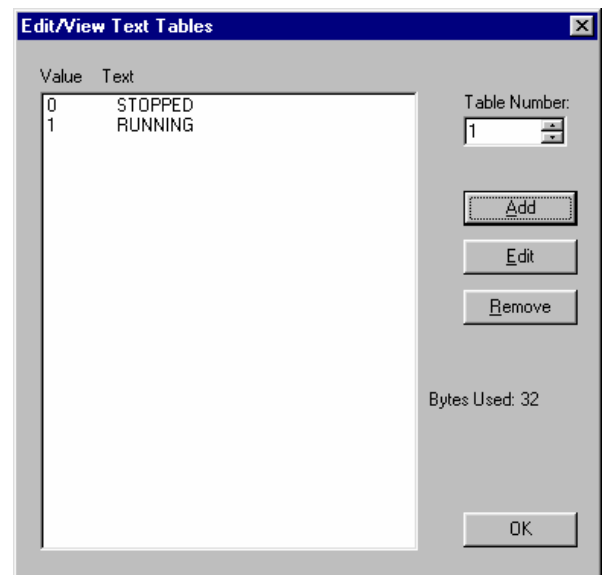 Edit/View Text Tables
Value Text
0 STOPPED
1 RUNNING
Table Number:
1
Add
Edit
Remove
Bytes Used: 32
OK